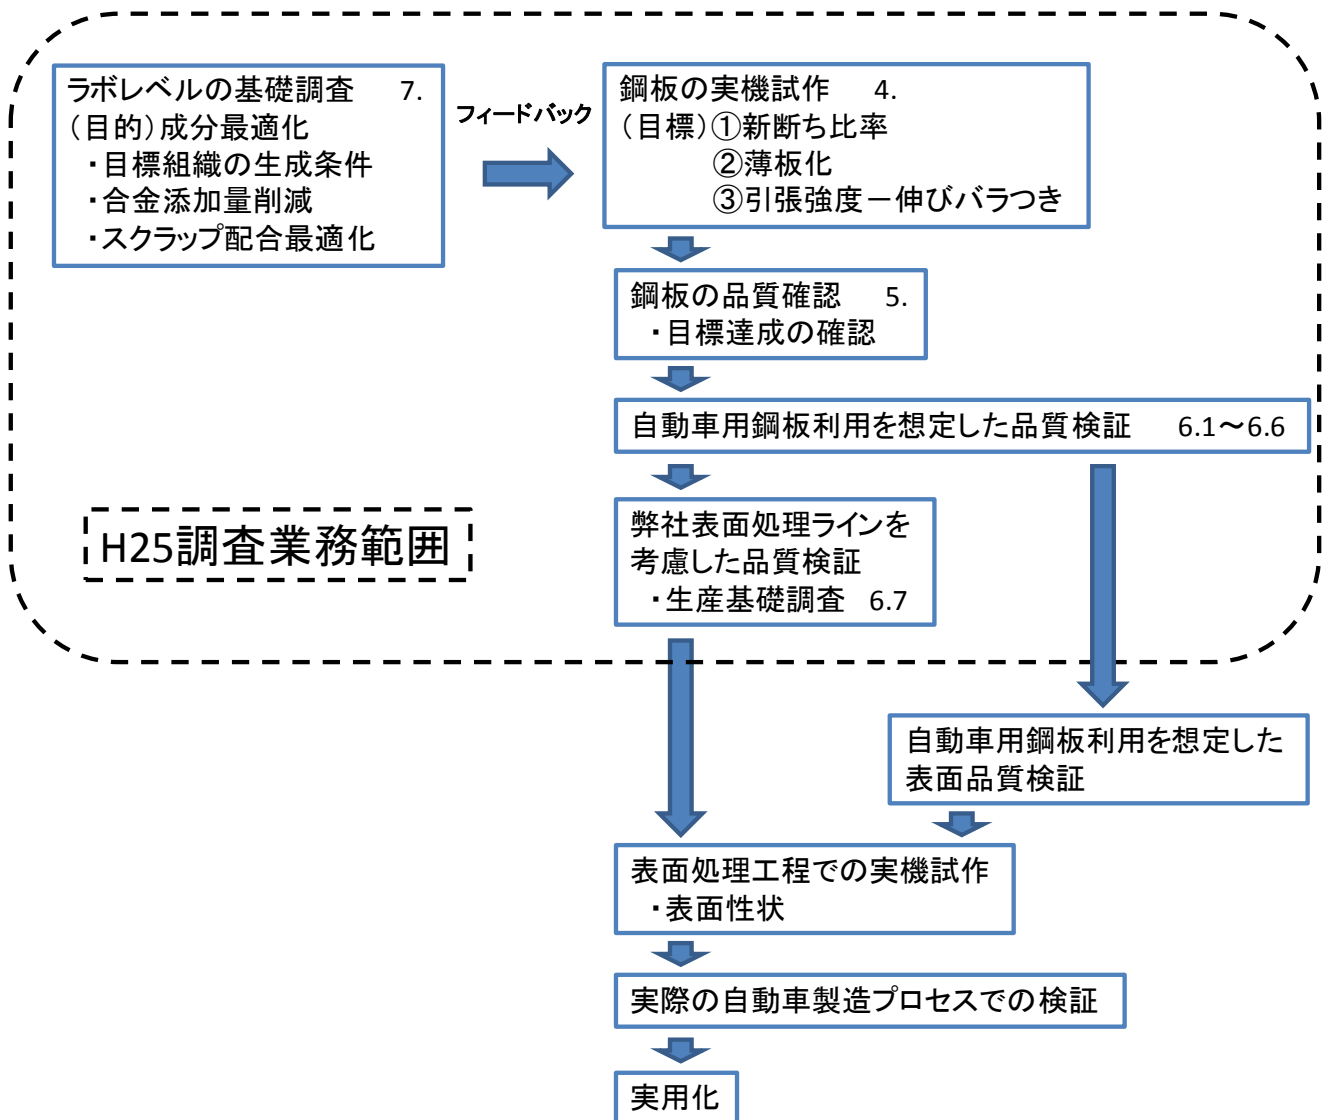 ラボレベルの基礎調査 7.
（目的）成分最適化
・目標組織の生成条件
・合金添加量削減
・スクラップ配合最適化
フィードバック
鋼板の実機試作 4.
（目標）①新断ち比率
②薄板化
③引張強度－伸びバラつき
鋼板の品質確認 5.
・目標達成の確認
自動車用鋼板利用を想定した品質検証 6.1～6.6
H25調査業務範囲
弊社表面処理ラインを
考慮した品質検証
・生産基礎調査 6.7
自動車用鋼板利用を想定した
表面品質検証
表面処理工程での実機試作
・表面性状
実際の自動車製造プロセスでの検証
実用化